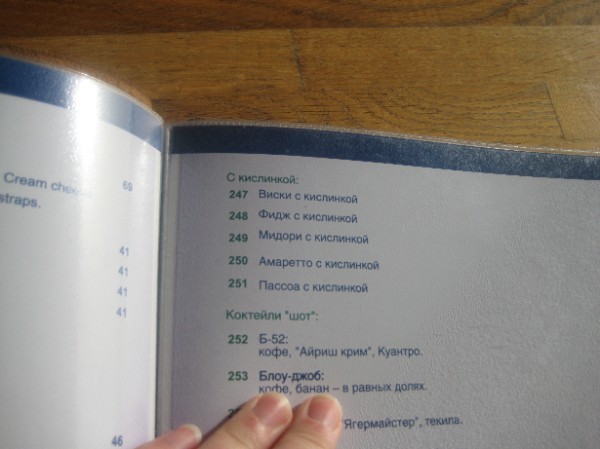 Cream
69
straps.
41
41
41
41
46
С кислинкой:
247 Виски с кислинкой
248 Фидж с кислинкой
249 Мидори с кислинкой
250 Амаретто с кислинкой
251 Пассоа с кислинкой
Коктейли "шот":
252 Б-52:
кофе, "Айриш крим", Куантро.
253 Блоу-джоб:
кофе, банан – в равных долях.
"Ягермайстер", текила.